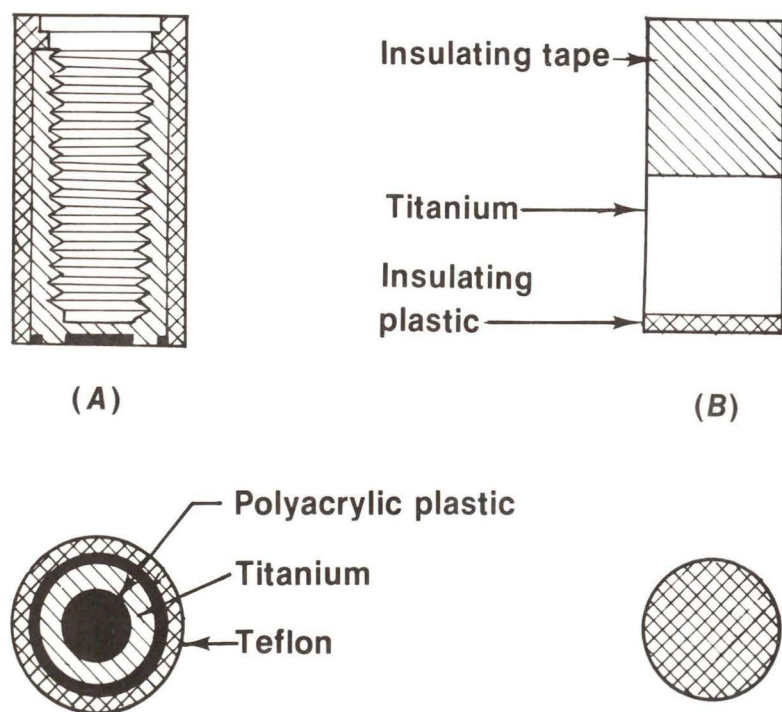 Insulating tape
Titanium
Insulating
plastic
(A)
(B)
Polyacrylic plastic
Titanium
Teflon